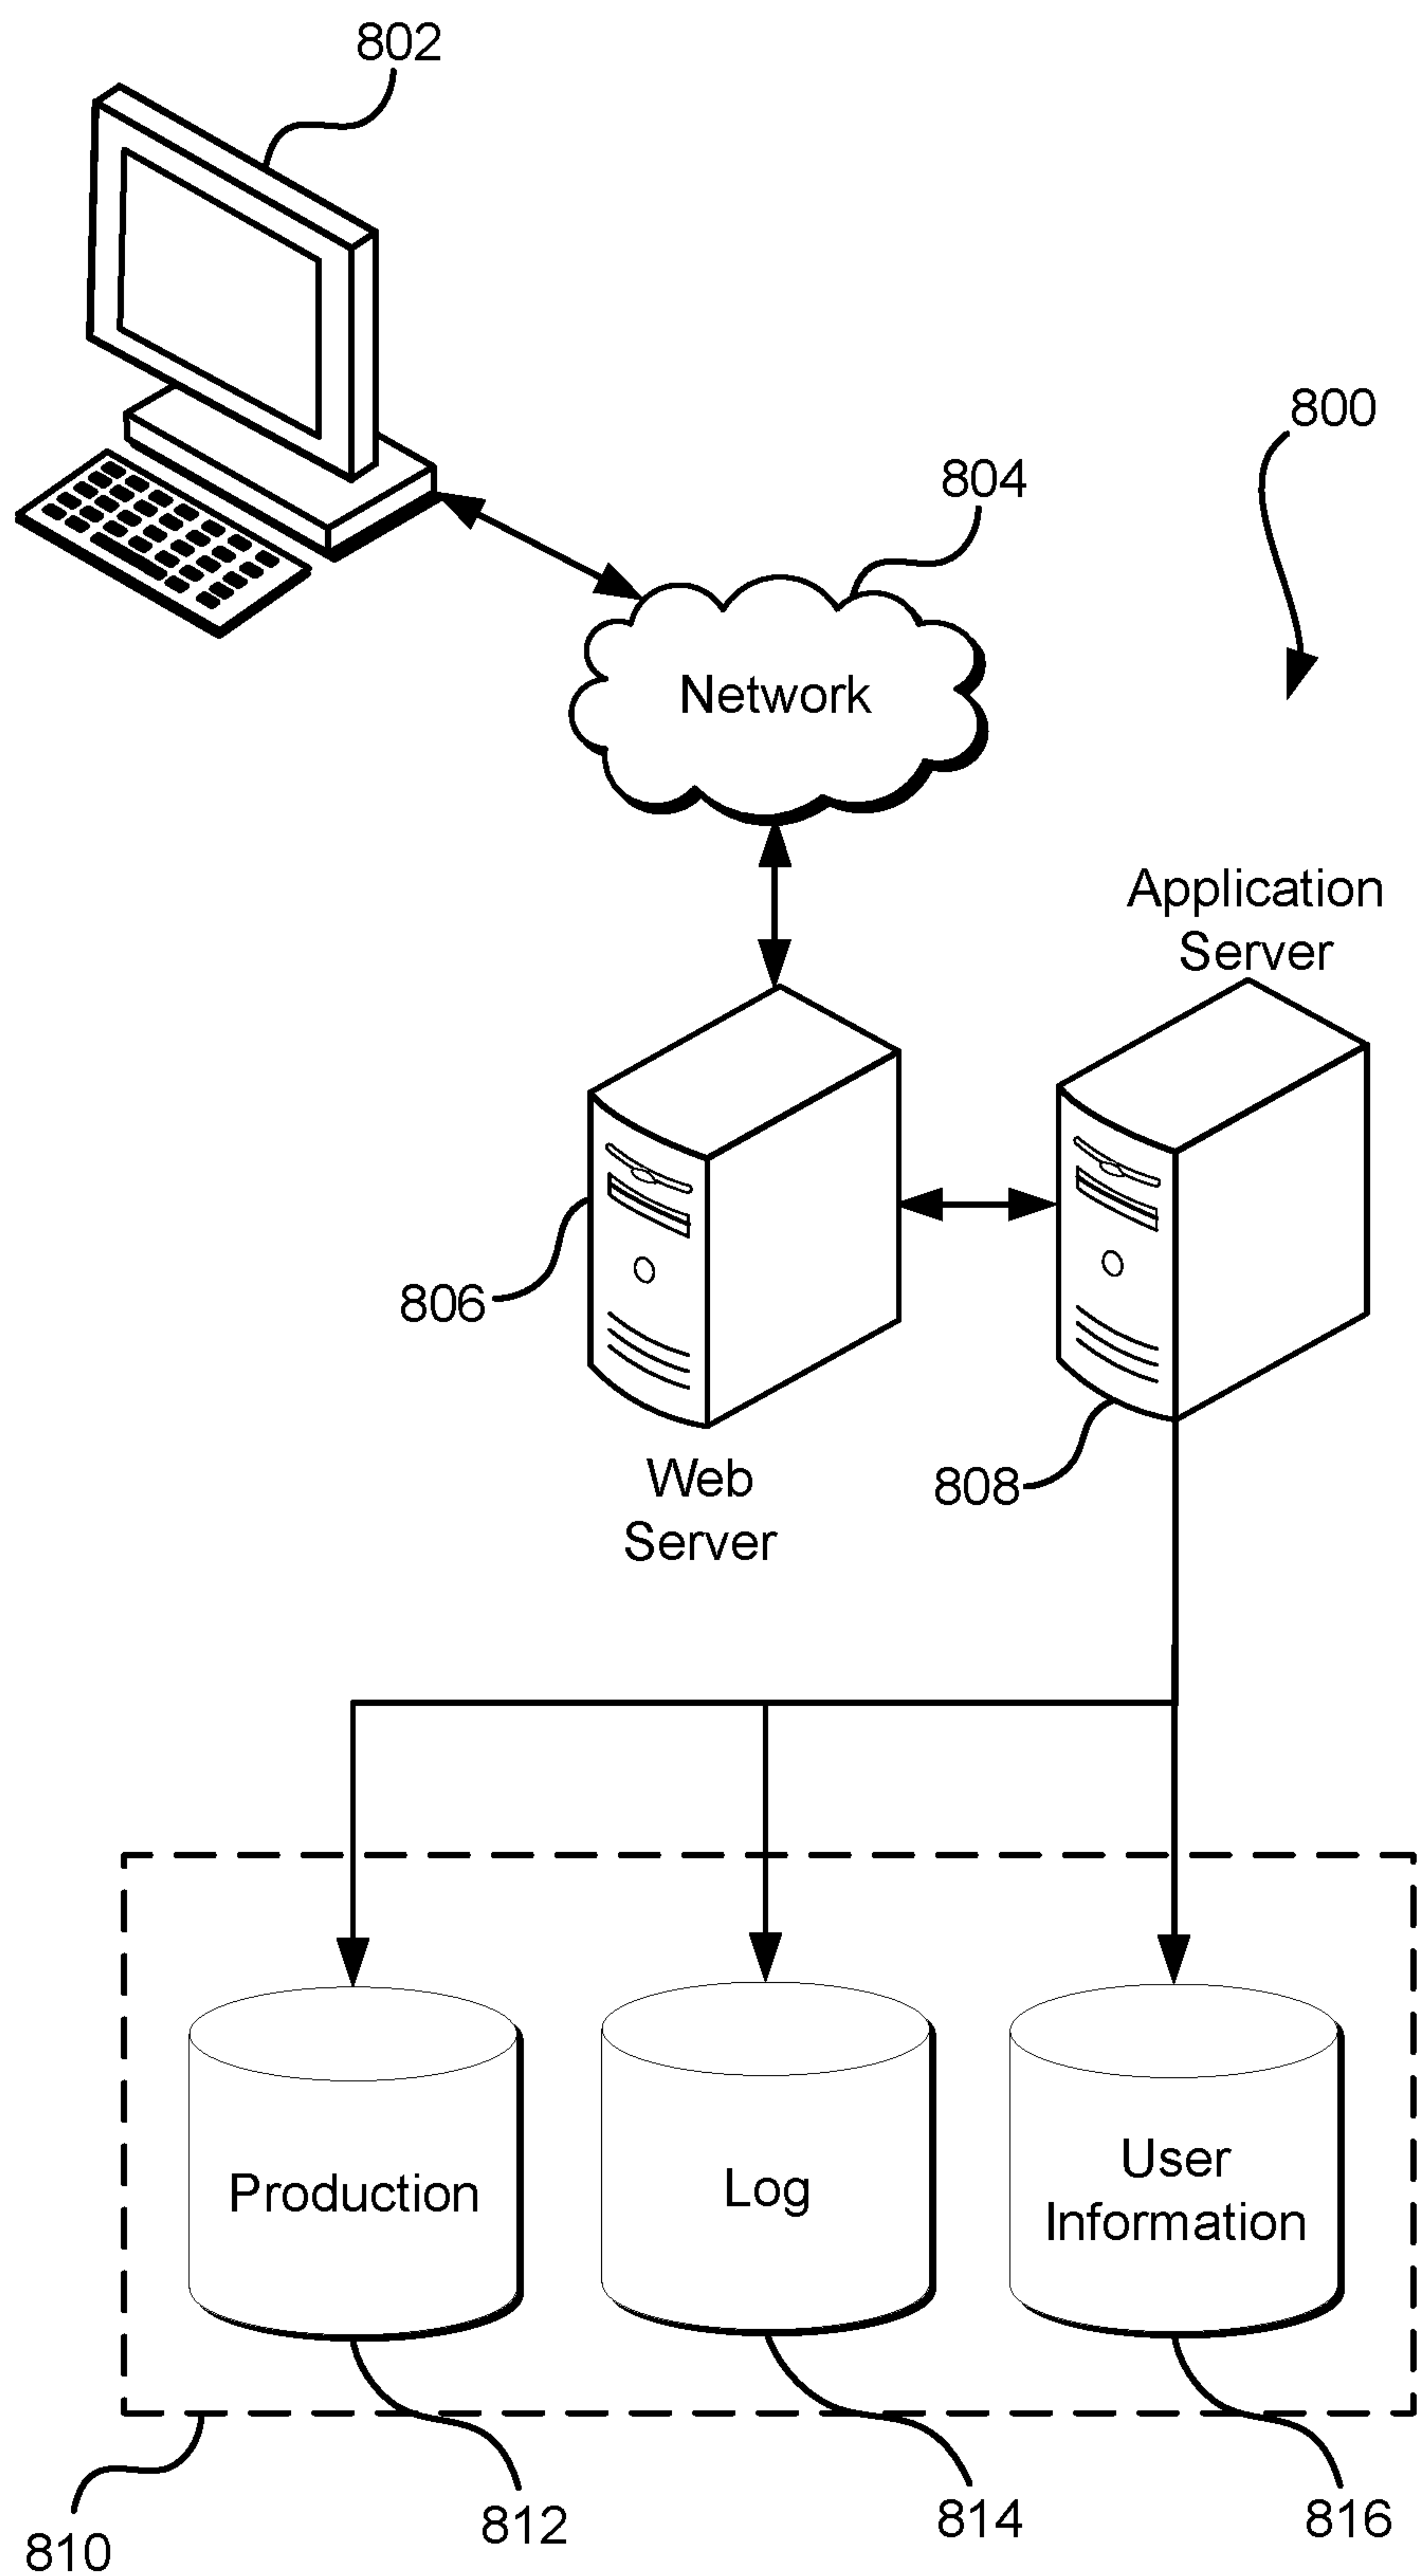 802
800
804
Network
Application
Server
806
Web
Server
808
Production
Log
User
Information
810
812
814
816